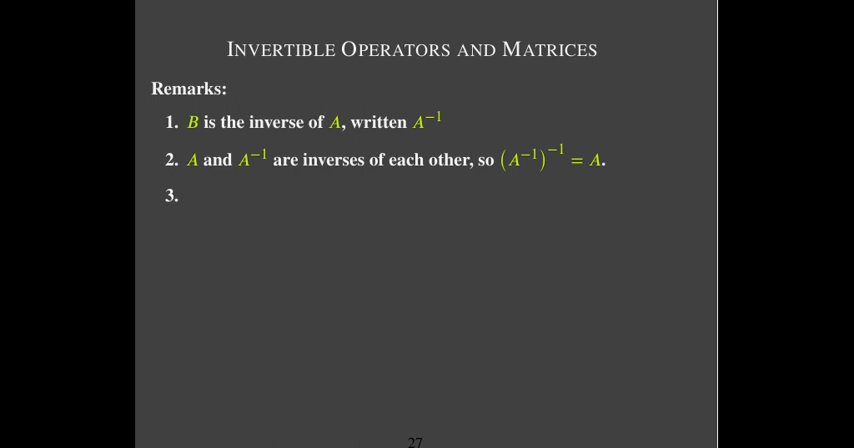 INVERTIBLE OPERATORS AND MATRICES
Remarks:
1. B is the inverse of A, written A⁻¹
2. A and A⁻¹ are inverses of each other, so (A⁻¹)⁻¹ = A.
3.
27